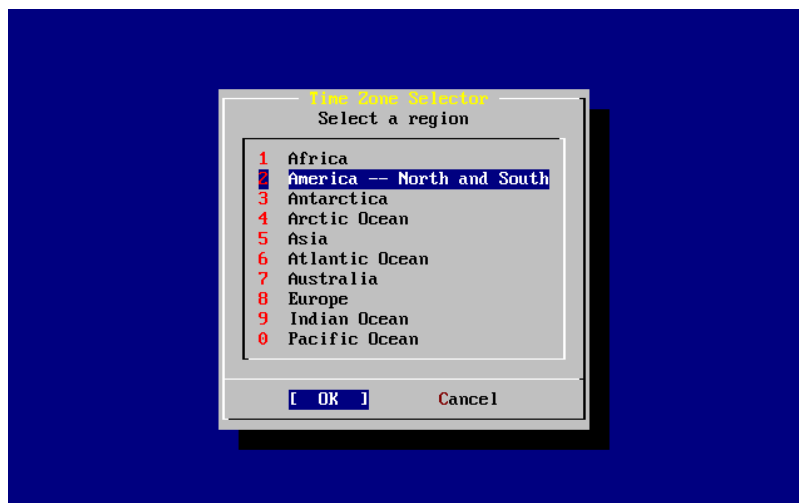 Time Zone Selector
Select a region
1 Africa
2 America -- North and South
3 Antarctica
4 Arctic Ocean
5 Asia
6 Atlantic Ocean
7 Australia
8 Europe
9 Indian Ocean
0 Pacific Ocean
[ OK ] Cancel